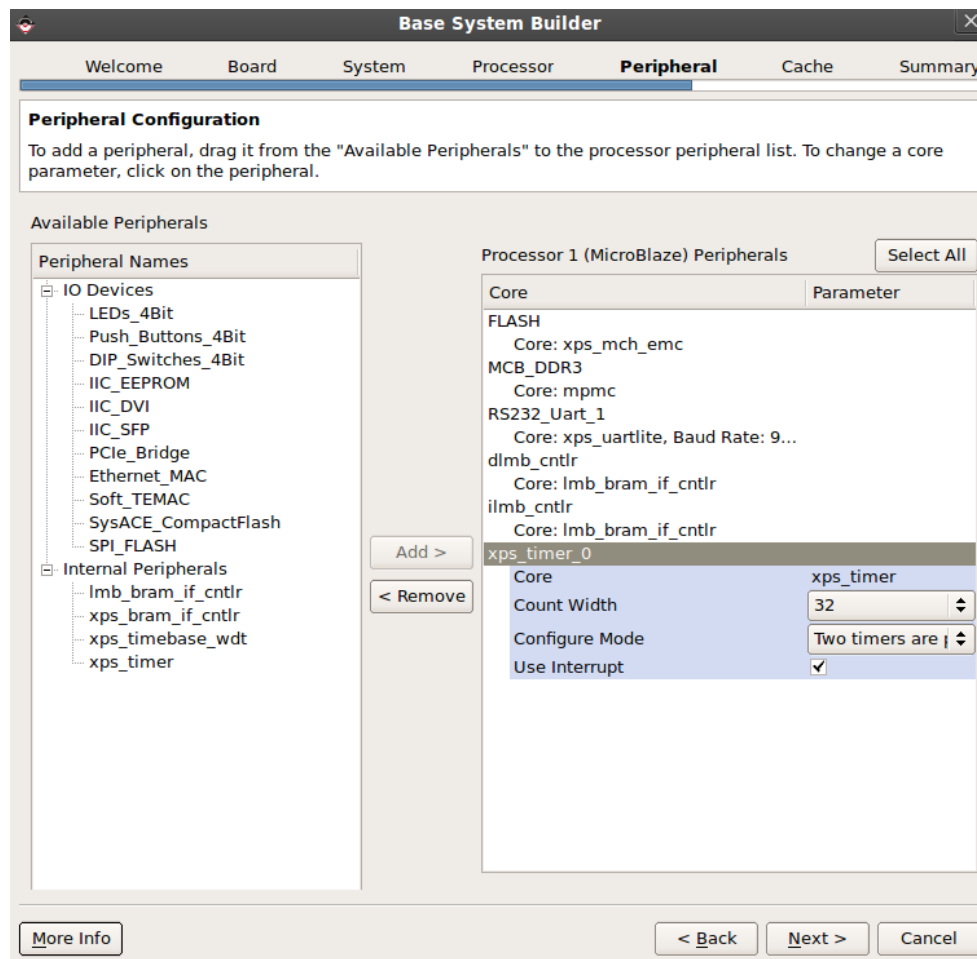 Base System Builder
Welcome Board System Processor Peripheral Cache Summary
Peripheral Configuration
To add a peripheral, drag it from the "Available Peripherals" to the processor peripheral list. To change a core
parameter, click on the peripheral.
Available Peripherals
Peripheral Names
IO Devices
LEDs_4Bit
Push_Buttons_4Bit
DIP_Switches_4Bit
IIC_EEPROM
IIC_DVI
IIC_SFP
PCIe_Bridge
Ethernet_MAC
Soft_TEMAC
SysACE_CompactFlash
SPI_FLASH
Internal Peripherals
lmb_bram_if_cntlr
xps_bram_if_cntlr
xps_timebase_wdt
xps_timer
Add >
< Remove
Processor 1 (MicroBlaze) Peripherals Select All
Core Parameter
FLASH
Core: xps_mch_emc
MCB_DDR3
Core: mpmc
RS232_Uart_1
Core: xps_uartlite, Baud Rate: 9...
dlmb_cntlr
Core: lmb_bram_if_cntlr
ilmb_cntlr
Core: lmb_bram_if_cntlr
xps_timer_0
Core xps_timer
Count Width 32
Configure Mode Two timers are
Use Interrupt
More Info < Back Next > Cancel